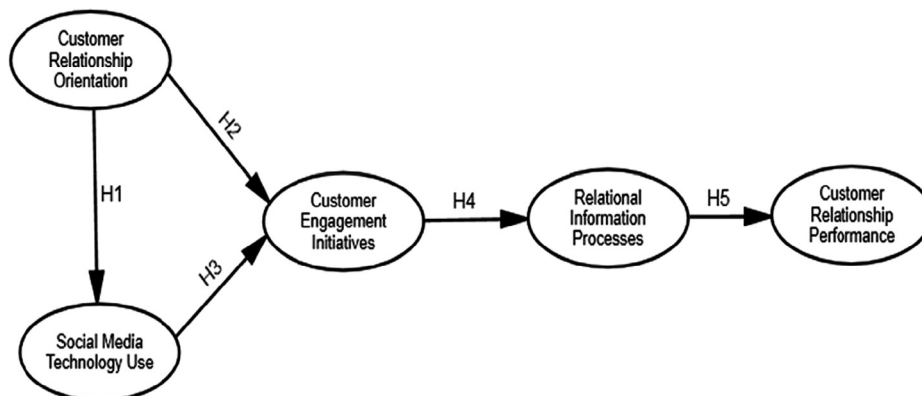 Customer
Relationship
Orientation
H1
H2
Social Media
Technology Use
H3
Customer
Engagement
Initiatives
H4
Relational
Information
Processes
H5
Customer
Relationship
Performance